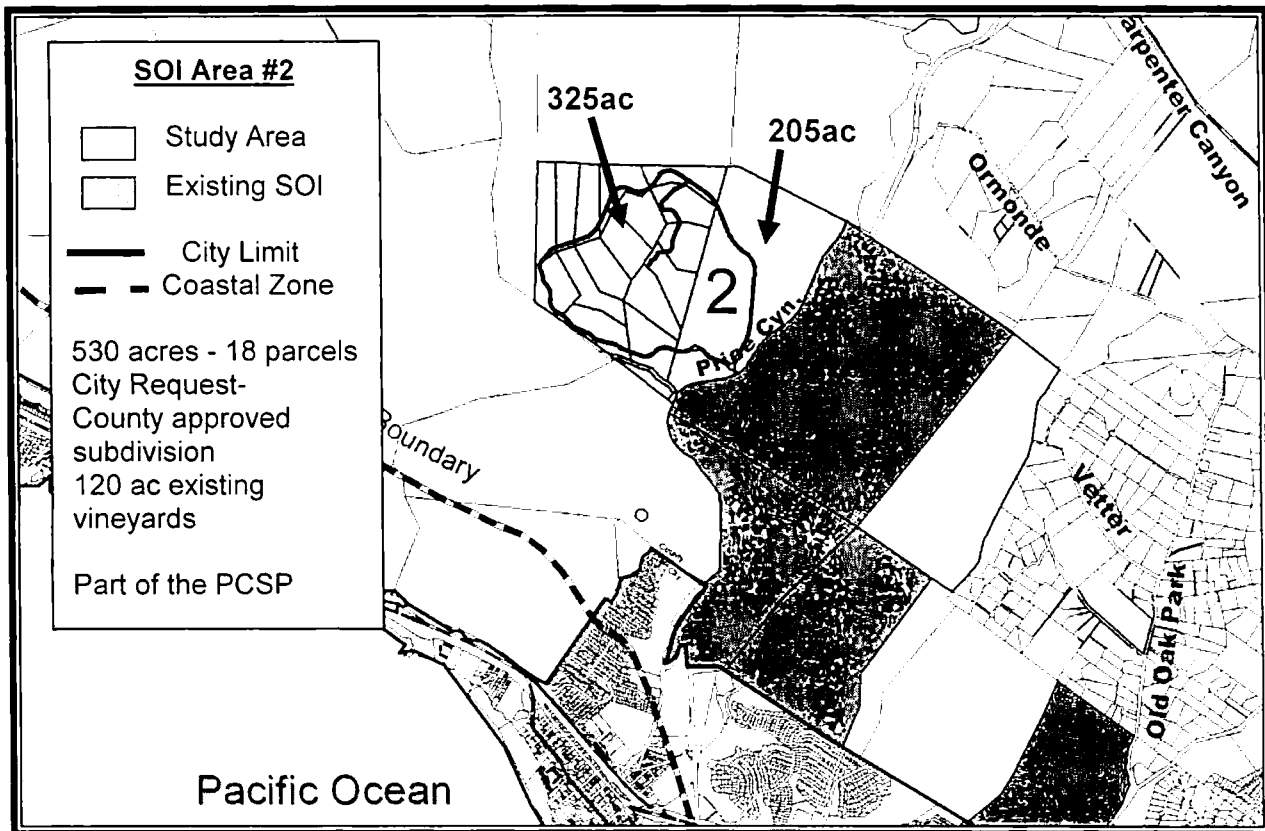 SOI Area #2
Study Area
Existing SOI
City Limit
Coastal Zone
530 acres - 18 parcels
City Request-
County approved
subdivision
120 ac existing
vineyards
Part of the PCSP
325ac
205ac
2
Price Cyn.
arpenter Canyon
Ormonde
Vetter
Old Oak Park
Boundary
Pacific Ocean